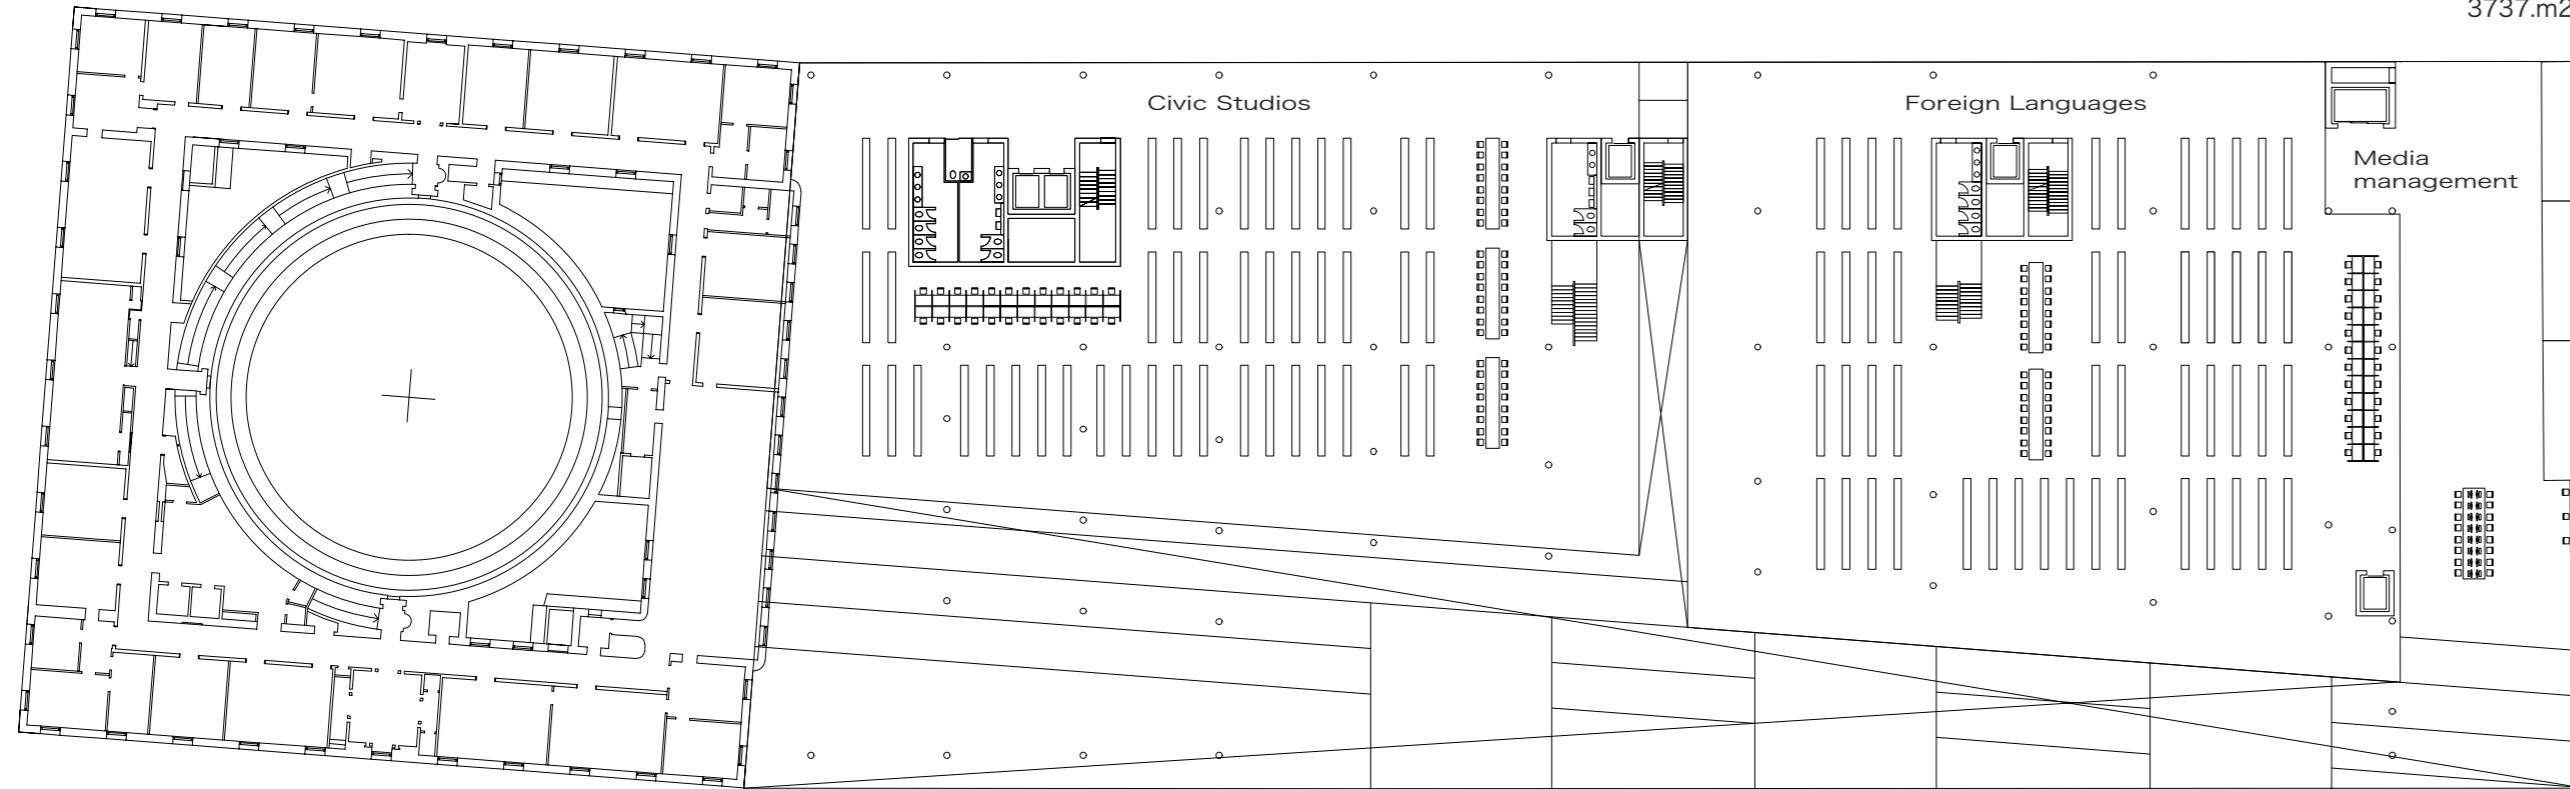 3737.m2
Civic Studios
Foreign Languages
Media
management